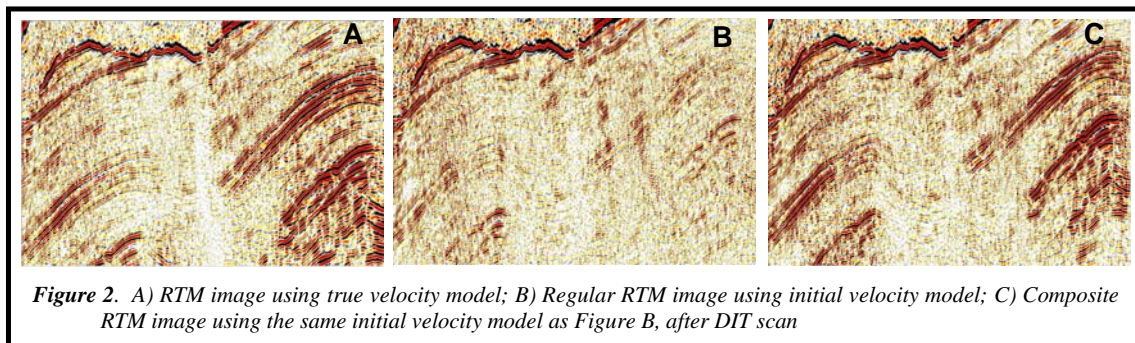 A
B
C
Figure 2. A) RTM image using true velocity model; B) Regular RTM image using initial velocity model; C) Composite
RTM image using the same initial velocity model as Figure B, after DIT scan